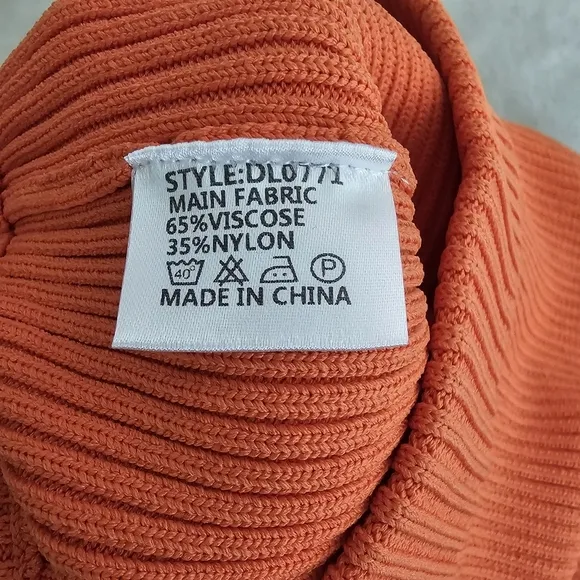 STYLE:DL0771
MAIN FABRIC
65%VISCOSE
35%NYLON
40° P
MADE IN CHINA